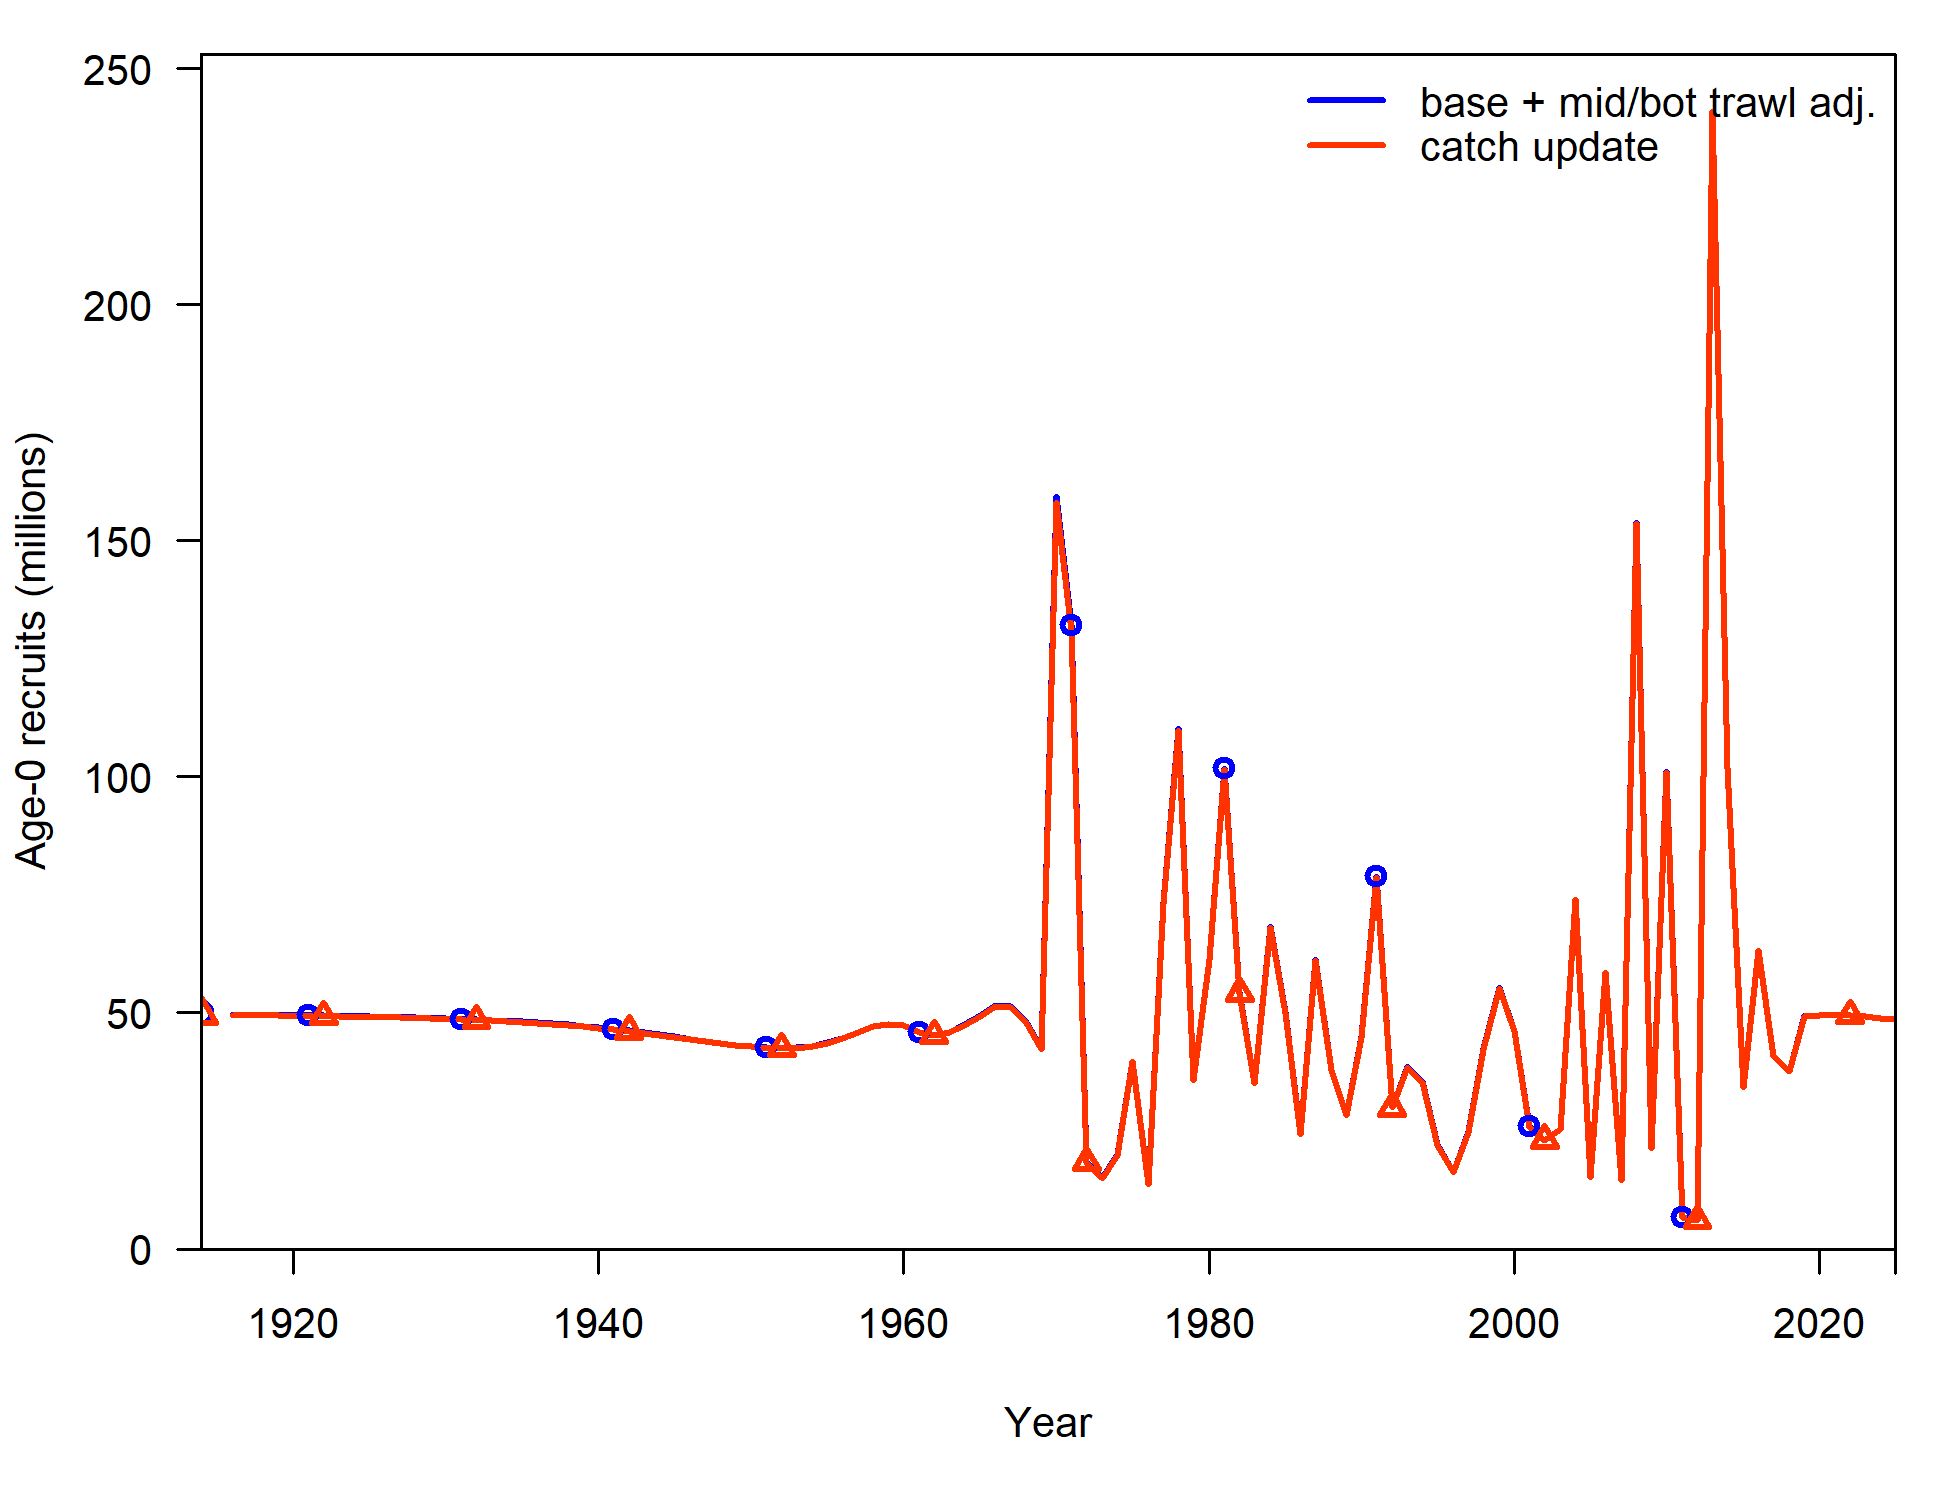 base + mid/bot trawl adj.
catch update
250
200
150
100
50
0
Age-0 recruits (millions)
1920 1940 1960 1980 2000 2020
Year